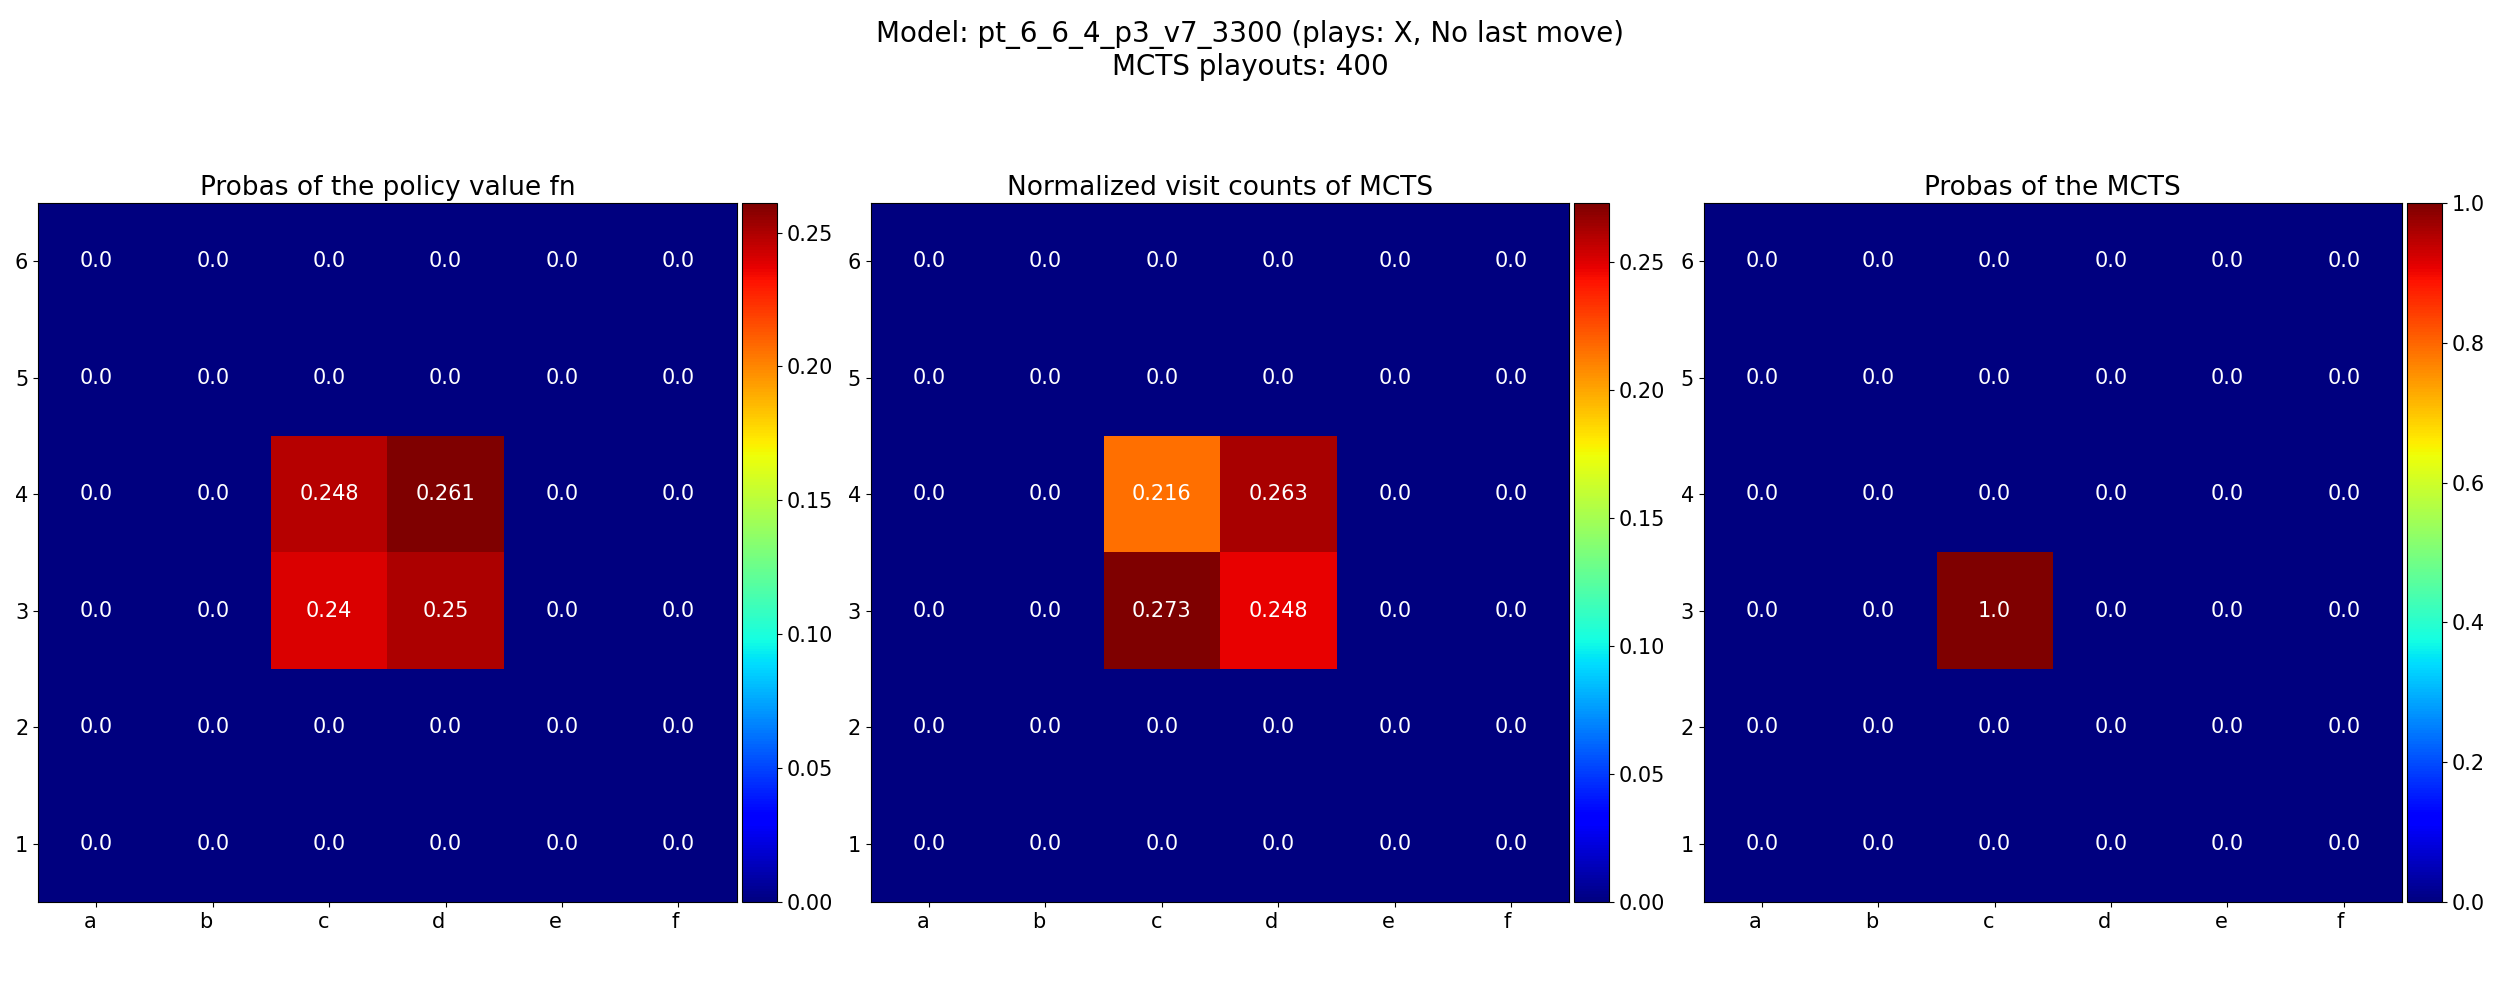 Model: pt_6_6_4_p3_v7_3300 (plays: X, No last move)
MCTS playouts: 400
Probas of the policy value fn
6 0.0 0.0 0.0 0.0 0.0 0.0
5 0.0 0.0 0.0 0.0 0.0 0.0
4 0.0 0.0 0.248 0.261 0.0 0.0
3 0.0 0.0 0.24 0.25 0.0 0.0
2 0.0 0.0 0.0 0.0 0.0 0.0
1 0.0 0.0 0.0 0.0 0.0 0.0
a b c d e f
0.25
0.20
0.15
0.10
0.05
0.00
Normalized visit counts of MCTS
6 0.0 0.0 0.0 0.0 0.0 0.0
5 0.0 0.0 0.0 0.0 0.0 0.0
4 0.0 0.0 0.216 0.263 0.0 0.0
3 0.0 0.0 0.273 0.248 0.0 0.0
2 0.0 0.0 0.0 0.0 0.0 0.0
1 0.0 0.0 0.0 0.0 0.0 0.0
a b c d e f
0.25
0.20
0.15
0.10
0.05
0.00
Probas of the MCTS
6 0.0 0.0 0.0 0.0 0.0 0.0
5 0.0 0.0 0.0 0.0 0.0 0.0
4 0.0 0.0 0.0 0.0 0.0 0.0
3 0.0 0.0 1.0 0.0 0.0 0.0
2 0.0 0.0 0.0 0.0 0.0 0.0
1 0.0 0.0 0.0 0.0 0.0 0.0
a b c d e f
1.0
0.8
0.6
0.4
0.2
0.0